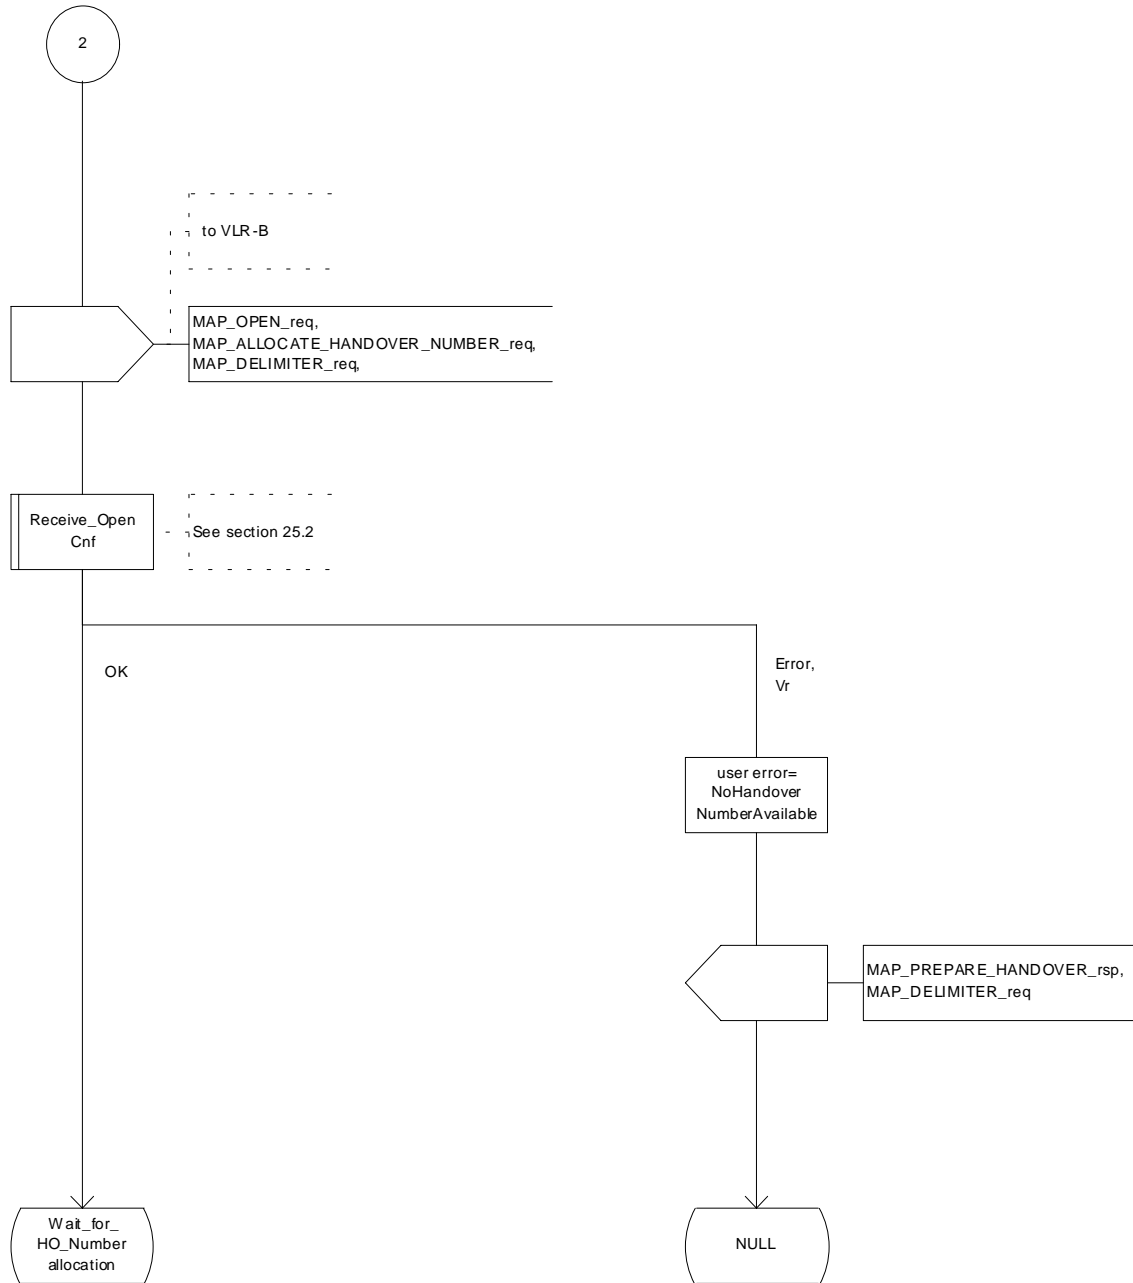 2
to VLR-B
MAP_OPEN_req,
MAP_ALLOCATE_HANDOVER_NUMBER_req,
MAP_DELIMITER_req,
Receive_Open
Cnf
See section 25.2
OK
Error,
Vr
user error=
NoHandover
NumberAvailable
MAP_PREPARE_HANDOVER_rsp,
MAP_DELIMITER_req
Wait_for_
HO_Number
allocation
NULL